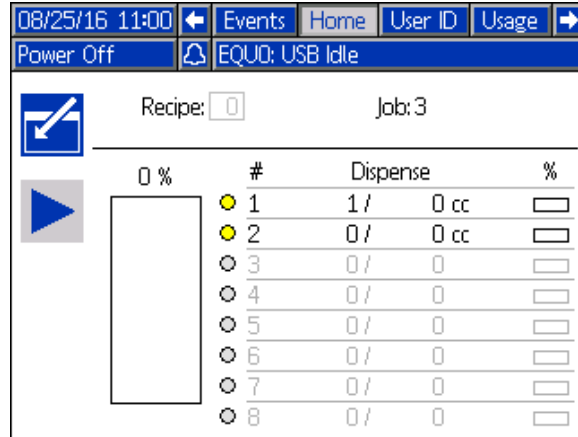 08/25/16 11:00 Events Home User ID Usage
Power Off EQU0: USB Idle
Recipe: 0 Job: 3
0 % # Dispense %
1 1 / 0 cc
2 0 / 0 cc
3 0 / 0
4 0 / 0
5 0 / 0
6 0 / 0
7 0 / 0
8 0 / 0